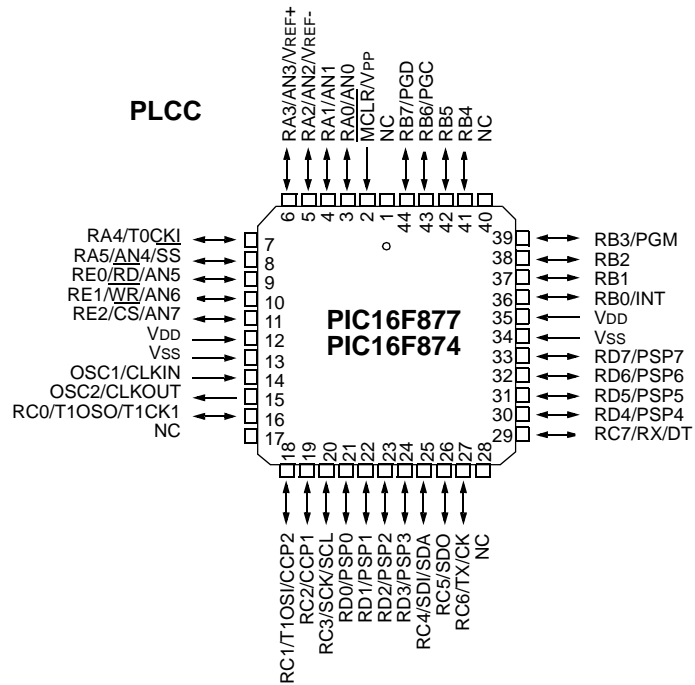 PLCC
RA3/AN3/VREF+
RA2/AN2/VREF-
RA1/AN1
RA0/AN0
MCLR/VPP
NC
RB7/PGD
RB6/PGC
RB5
RB4
NC
6
5
4
3
2
1
44
43
42
41
40
RA4/T0CKI
RA5/AN4/SS
RE0/RD/AN5
RE1/WR/AN6
RE2/CS/AN7
VDD
VSS
OSC1/CLKIN
OSC2/CLKOUT
RC0/T1OSO/T1CK1
NC
7
8
9
10
11
12
13
14
15
16
17
PIC16F877
PIC16F874
39
38
37
36
35
34
33
32
31
30
29
RB3/PGM
RB2
RB1
RB0/INT
VDD
VSS
RD7/PSP7
RD6/PSP6
RD5/PSP5
RD4/PSP4
RC7/RX/DT
18
19
20
21
22
23
24
25
26
27
28
RC1/T1OSI/CCP2
RC2/CCP1
RC3/SCK/SCL
RD0/PSP0
RD1/PSP1
RD2/PSP2
RD3/PSP3
RC4/SDI/SDA
RC5/SDO
RC6/TX/CK
NC